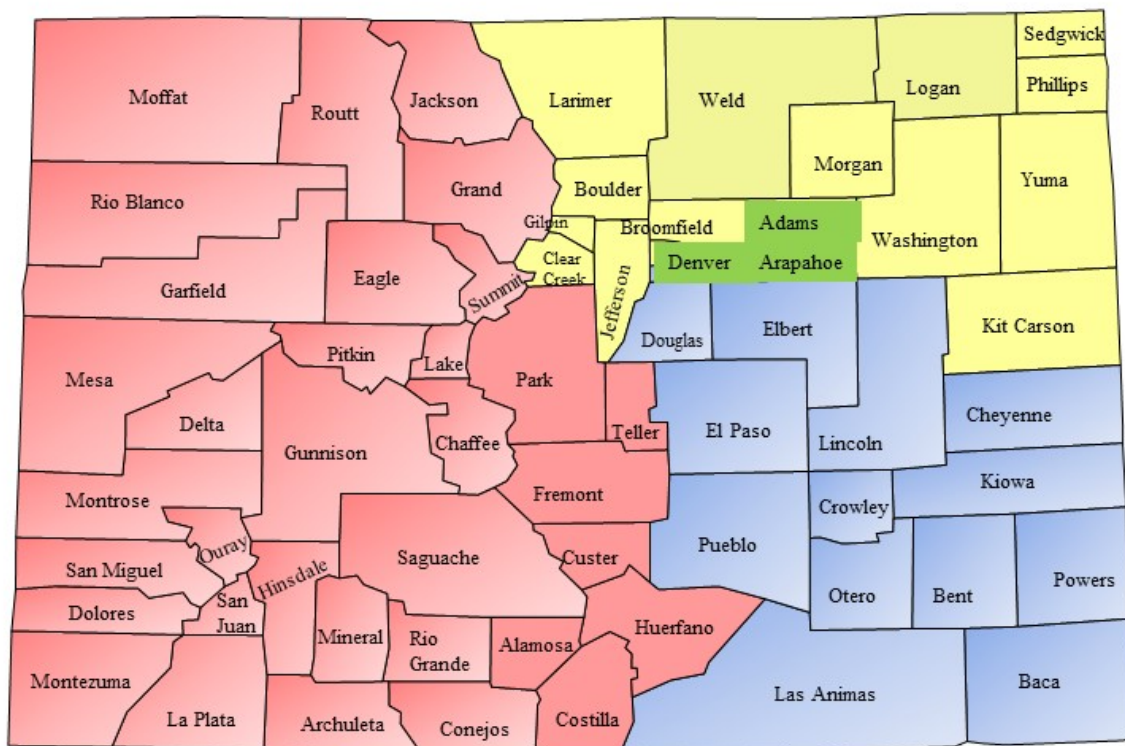 Sedgwick
Moffat
Routt
Jackson
Larimer
Weld
Logan
Phillips
Morgan
Yuma
Rio Blanco
Grand
Boulder
Gilpin
Broomfield
Adams
Washington
Garfield
Eagle
Summit
Clear
Creek
Jefferson
Denver
Arapahoe
Douglas
Elbert
Kit Carson
Mesa
Pitkin
Lake
Park
Delta
Gunnison
Chaffee
Teller
El Paso
Lincoln
Cheyenne
Montrose
Fremont
Crowley
Kiowa
Ouray
San Miguel
Hinsdale
Saguache
Custer
Pueblo
Otero
Bent
Powers
Dolores
San
Juan
Mineral
Rio
Grande
Alamosa
Huerfano
Montezuma
La Plata
Archuleta
Conejos
Costilla
Las Animas
Baca